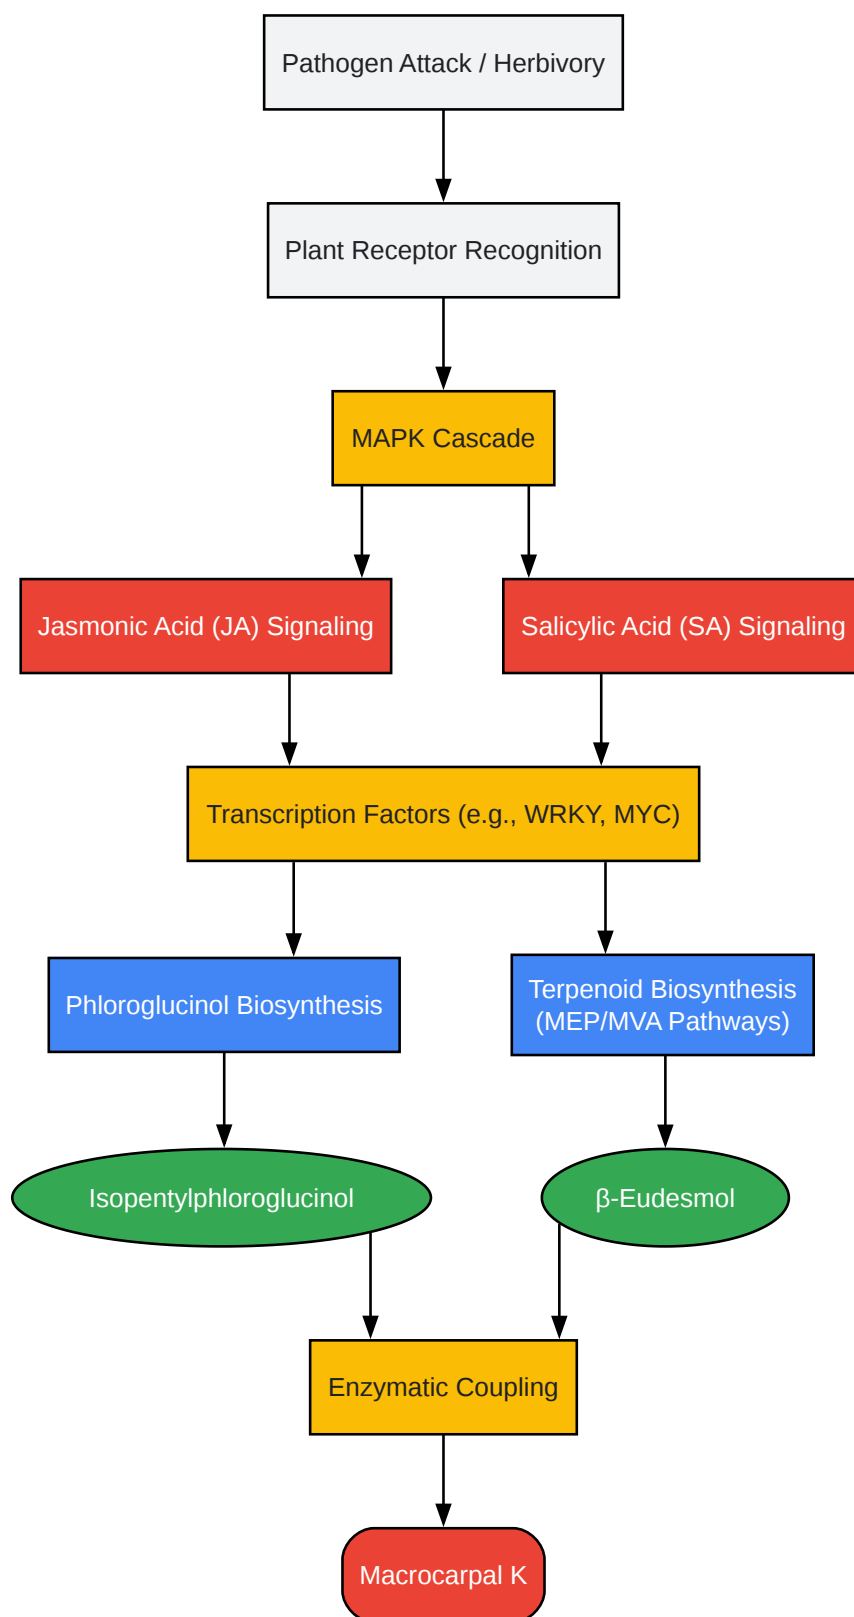 Pathogen Attack / Herbivory
Plant Receptor Recognition
MAPK Cascade
Jasmonic Acid (JA) Signaling
Salicylic Acid (SA) Signaling
Transcription Factors (e.g., WRKY, MYC)
Phloroglucinol Biosynthesis
Terpenoid Biosynthesis
(MEP/MVA Pathways)
Isopentylphloroglucinol
β-Eudesmol
Enzymatic Coupling
Macrocarpal K